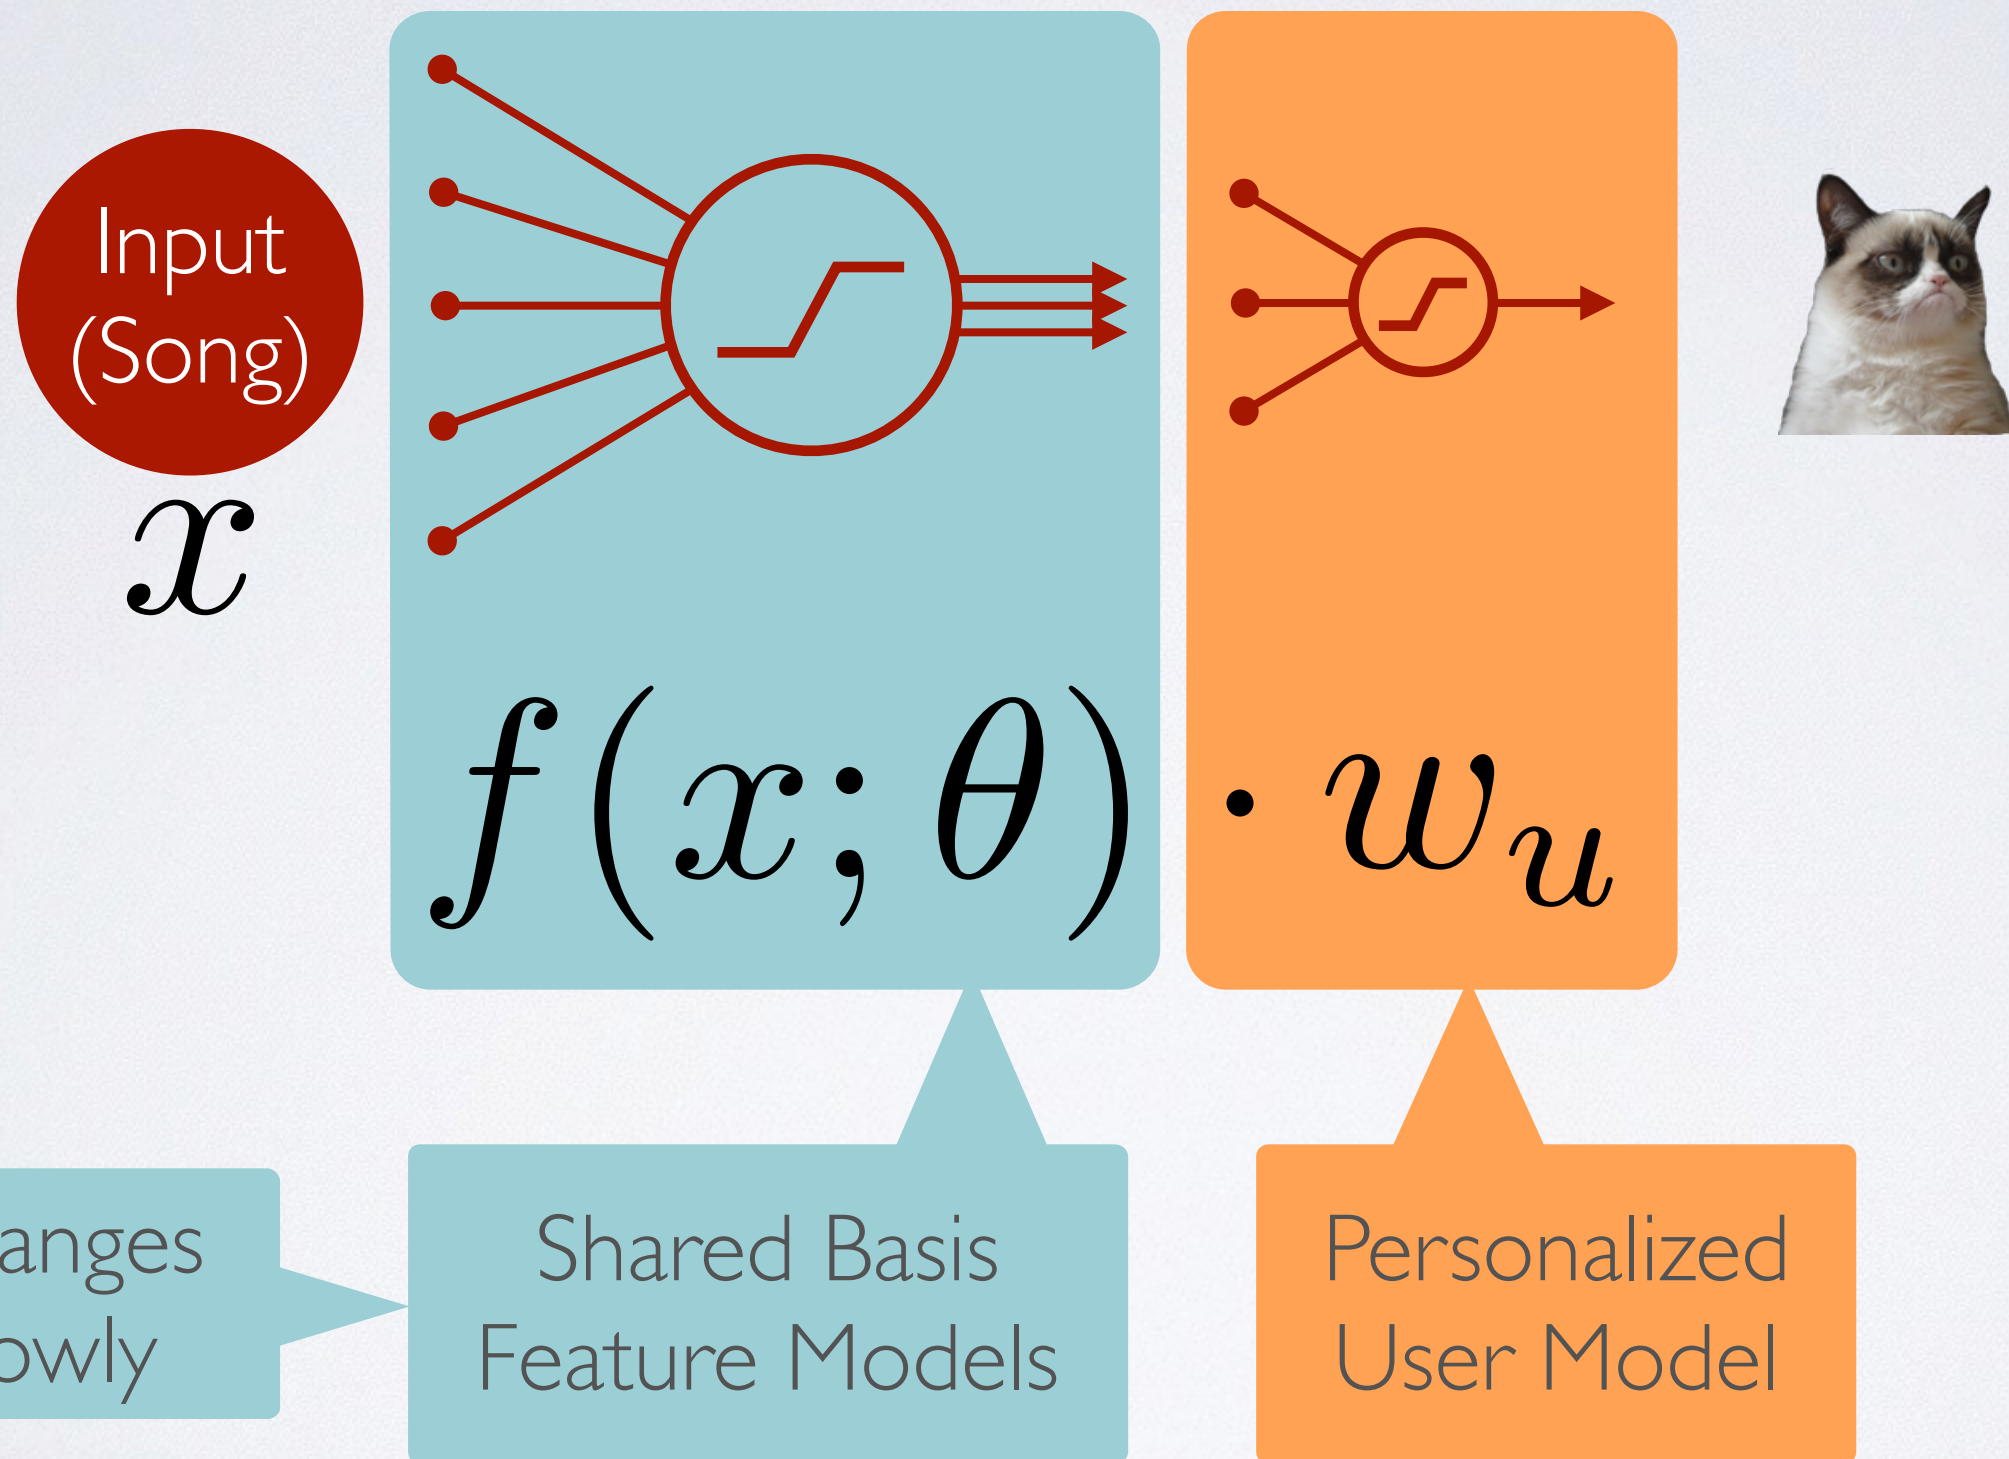 Input
(Song)
x
f(x; θ) · w_u
anges
owly
Shared Basis
Feature Models
Personalized
User Model